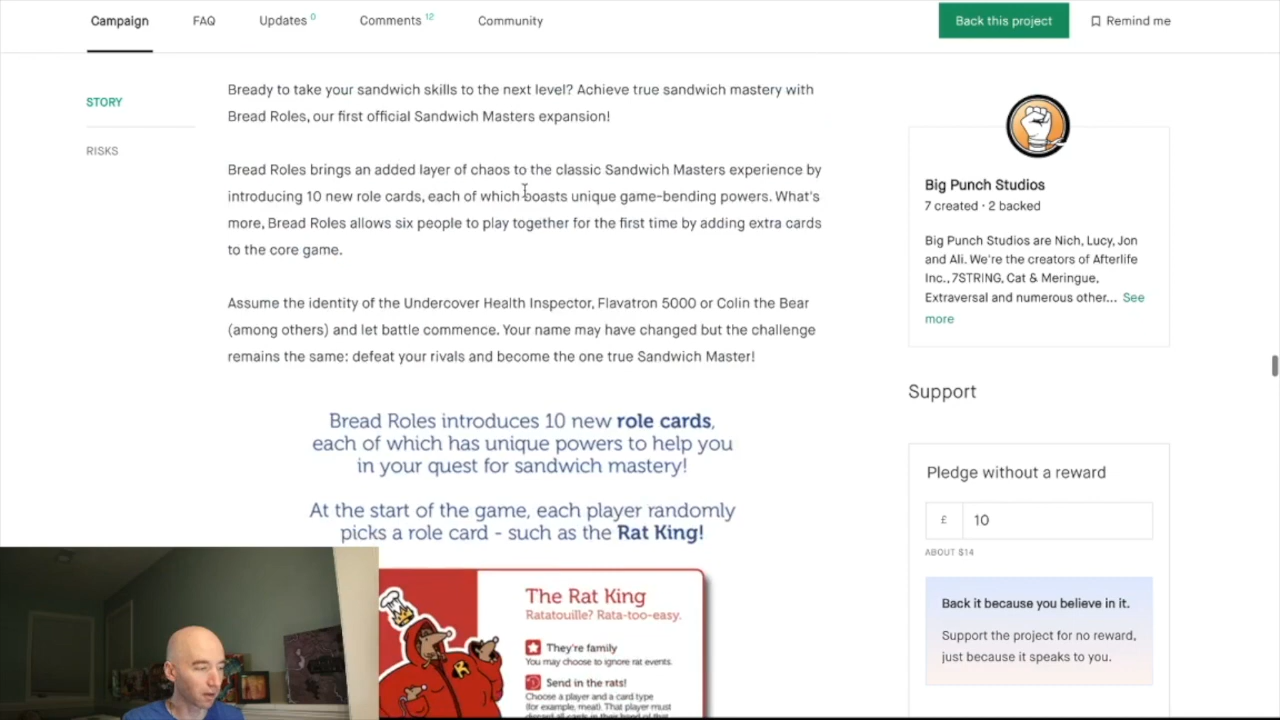 Campaign
FAQ
Updates 0
Comments 12
Community
Back this project
Remind me
STORY
RISKS
Bready to take your sandwich skills to the next level? Achieve true sandwich mastery with
Bread Roles, our first official Sandwich Masters expansion!
Bread Roles brings an added layer of chaos to the classic Sandwich Masters experience by
introducing 10 new role cards, each of which boasts unique game-bending powers. What's
more, Bread Roles allows six people to play together for the first time by adding extra cards
to the core game.
Assume the identity of the Undercover Health Inspector, Flavatron 5000 or Colin the Bear
(among others) and let battle commence. Your name may have changed but the challenge
remains the same: defeat your rivals and become the one true Sandwich Master!
Bread Roles introduces 10 new role cards,
each of which has unique powers to help you
in your quest for sandwich mastery!
At the start of the game, each player randomly
picks a role card - such as the Rat King!
The Rat King
Ratatouille? Rata-too-easy.
They're family
You may choose to ignore rat events.
Send in the rats!
Choose a player and a card type
(for example, meat). That player must
discard all cards in their hand of that
R
Big Punch Studios
7 created · 2 backed
Big Punch Studios are Nich, Lucy, Jon
and Ali. We're the creators of Afterlife
Inc., 7STRING, Cat & Meringue,
Extraversal and numerous other... See
more
Support
Pledge without a reward
£ 10
ABOUT $14
Back it because you believe in it.
Support the project for no reward,
just because it speaks to you.